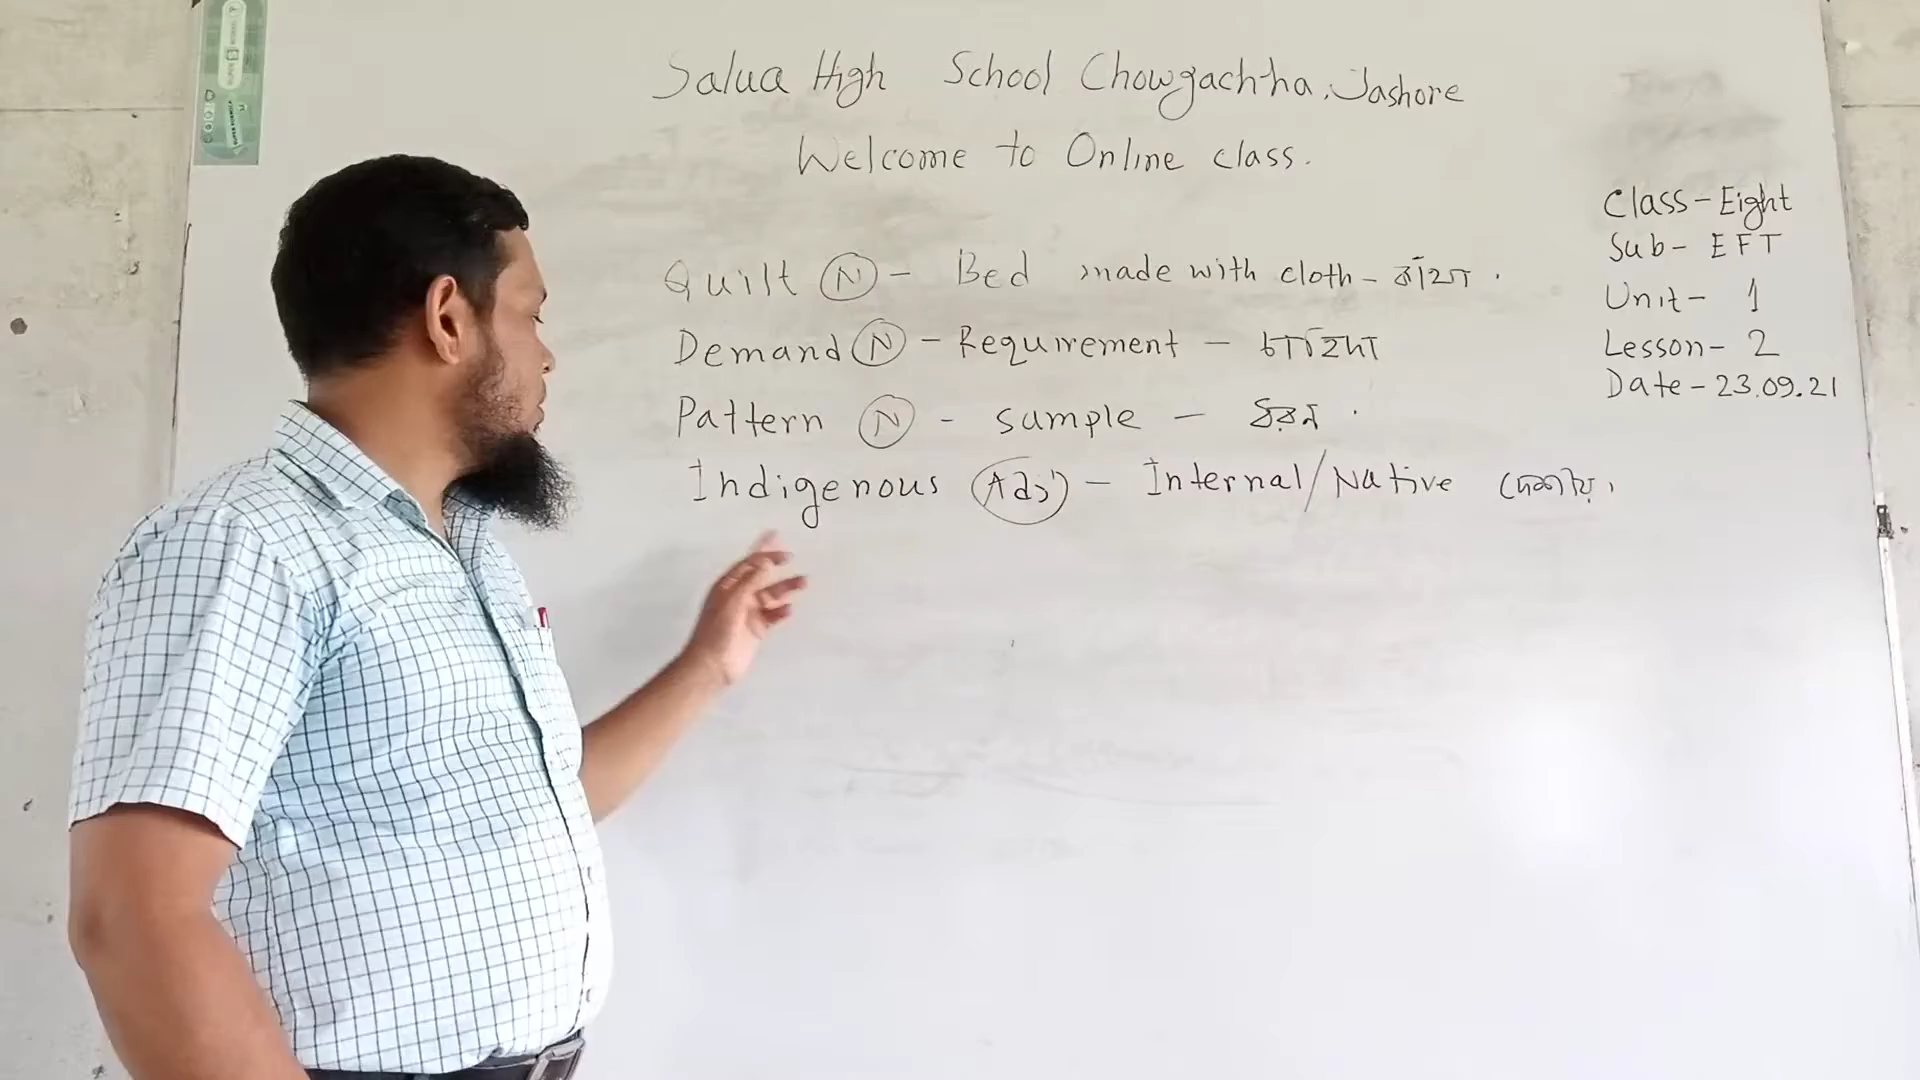 Salua High School Chowgachha, Jashore
Welcome to Online class.
Class - Eight
Sub - EFT
Unit - 1
Lesson - 2
Date - 23.09.21
Quilt (N) - Bed made with cloth - কাঁথা .
Demand (N) - Requirement - চাহিদা
Pattern (N) - sample - ধরন .
Indigenous (Adj) - Internal/Native দেশীয় ।